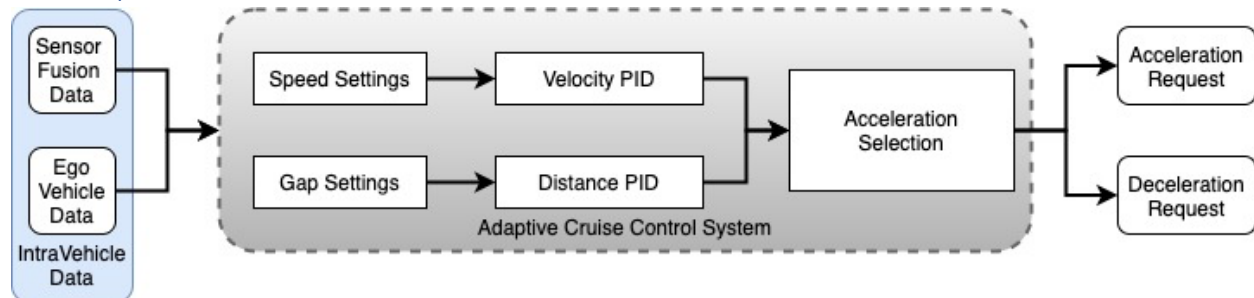 Sensor
Fusion
Data
Ego
Vehicle
Data
IntraVehicle
Data
Speed Settings
Velocity PID
Gap Settings
Distance PID
Acceleration
Selection
Adaptive Cruise Control System
Acceleration
Request
Deceleration
Request